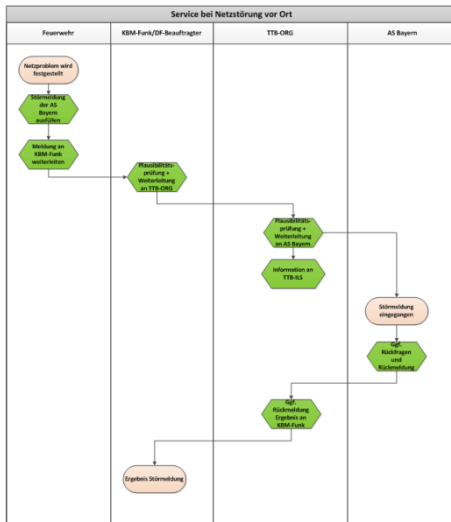 Service bei Netzstörung vor Ort
Feuerwehr
KBM-Funk/DF-Beauftragter
TTB-ORG
AS Bayern
Netzproblem wird
festgestellt
Störmeldung
der AS
Bayern
ausfüllen
Meldung an
KBM-Funk
weiterleiten
Plausibilitäts-
prüfung +
Weiterleitung
an TTB-ORG
Plausibilitäts-
prüfung +
Weiterleitung
an AS Bayern
Information an
TTB-ILS
Störmeldung
eingegangen
Ggf.
Rückdragen
und
Rückmeldung
Ggf.
Rückmeldung
Ergebnis an
KBM-Funk
Ergebnis Störmeldung